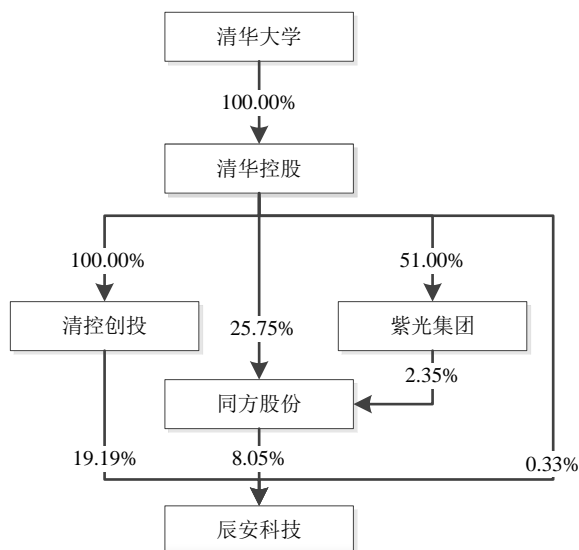 清华大学
100.00%
清华控股
100.00%
51.00%
清控创投
25.75%
紫光集团
2.35%
同方股份
19.19%
8.05%
0.33%
辰安科技